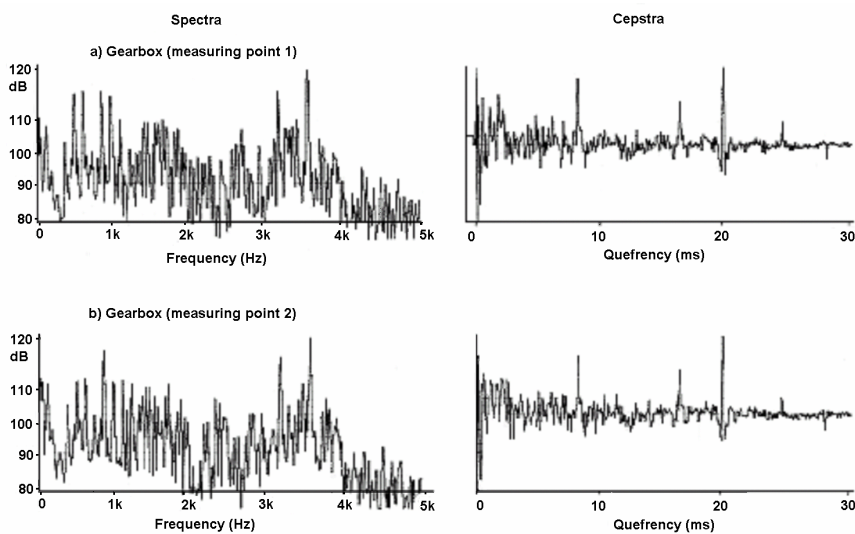 Spectra
Cepstra
a) Gearbox (measuring point 1)
120
dB
110
100
90
80
0 1k 2k 3k 4k 5k
Frequency (Hz)
0 10 20 30
Quefrency (ms)
b) Gearbox (measuring point 2)
120
dB
110
100
90
80
0 1k 2k 3k 4k 5k
Frequency (Hz)
0 10 20 30
Quefrency (ms)